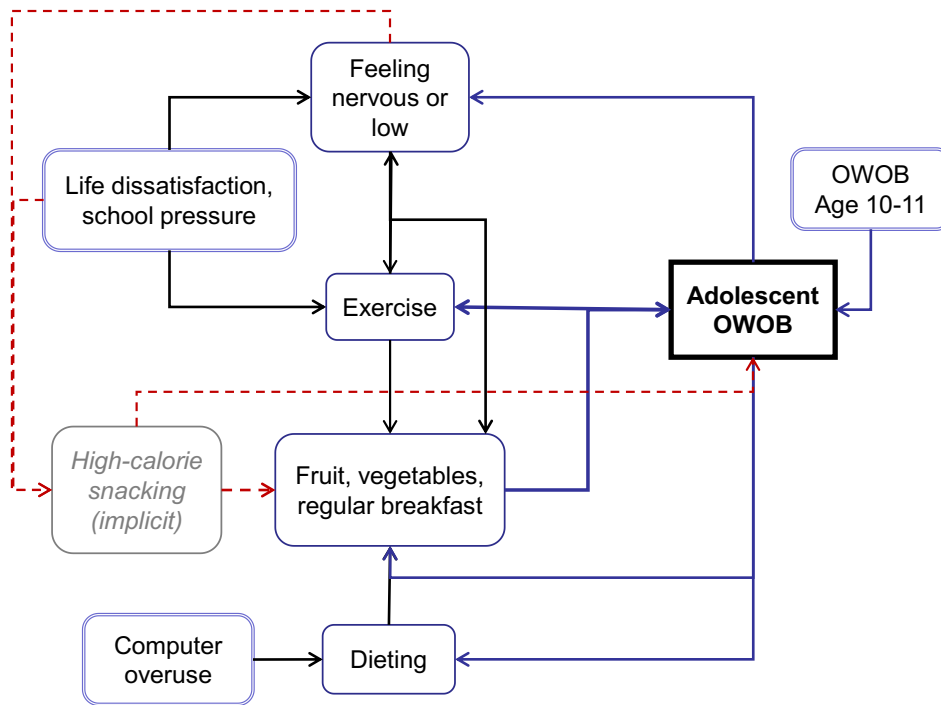 Feeling
nervous or
low
Life dissatisfaction,
school pressure
OWOB
Age 10-11
Adolescent
OWOB
Exercise
High-calorie
snacking
(implicit)
Fruit, vegetables,
regular breakfast
Computer
overuse
Dieting